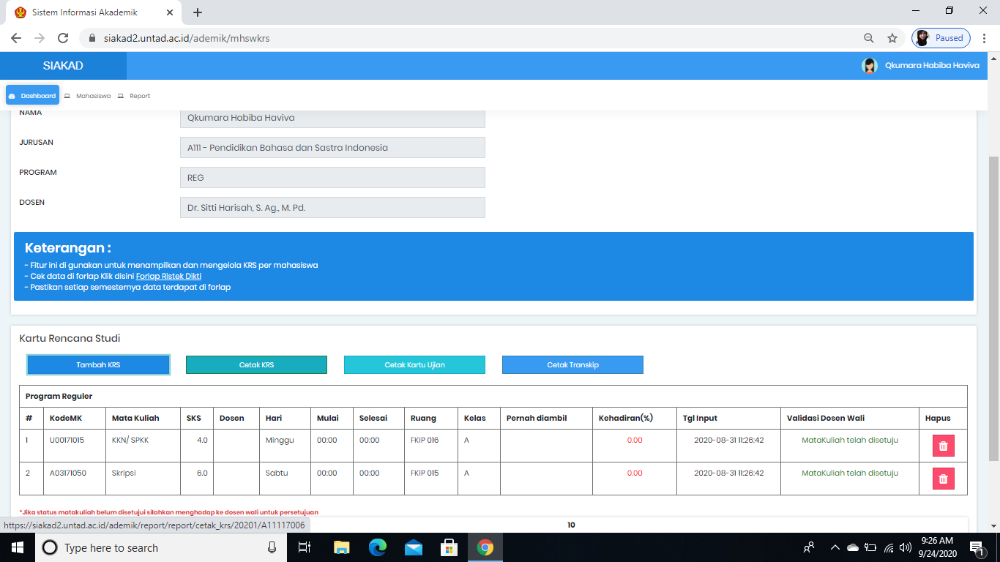 Sistem Informasi Akademik
siakad2.untad.ac.id/ademik/mhswkrs
Paused
SIAKAD
Qkumara Habiba Haviva
Dashboard Mahasiswa Report
NAMA Qkumara Habiba Haviva
JURUSAN A111 - Pendidikan Bahasa dan Sastra Indonesia
PROGRAM REG
DOSEN Dr. Sitti Harisah, S. Ag., M. Pd.
Keterangan :
- Fitur ini di gunakan untuk menampilkan dan mengelola KRS per mahasiswa
- Cek data di forlap Klik disini Forlap Ristek Dikti
- Pastikan setiap semesternya data terdapat di forlap
Kartu Rencana Studi
Tambah KRS Cetak KRS Cetak Kartu Ujian Cetak Transkip
Program Reguler
# KodeMK Mata Kuliah SKS Dosen Hari Mulai Selesai Ruang Kelas Pernah diambil Kehadiran(%) Tgl Input Validasi Dosen Wali Hapus
1 U00171015 KKN/ SPKK 4.0 Minggu 00:00 00:00 FKIP 016 A 0.00 2020-08-31 11:26:42 MataKuliah telah disetuju
2 A03171050 Skripsi 6.0 Sabtu 00:00 00:00 FKIP 015 A 0.00 2020-08-31 11:26:42 MataKuliah telah disetuju
*Jika status matakuliah belum disetujui silahkan menghadap ke dosen wali untuk persetujuan
10
https://siakad2.untad.ac.id/ademik/report/report/cetak_krs/20201/A11117006
Type here to search
9:26 AM
9/24/2020
1